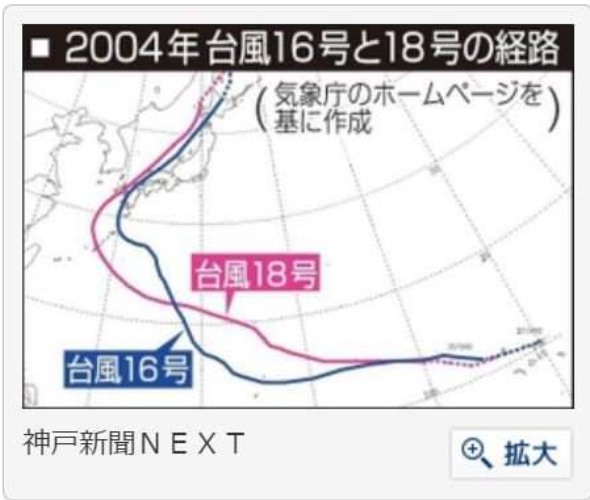 ■ 2004年台風16号と18号の経路
(気象庁のホームページを
基に作成)
台風18号
台風16号
神戸新聞ＮＥＸＴ
拡大